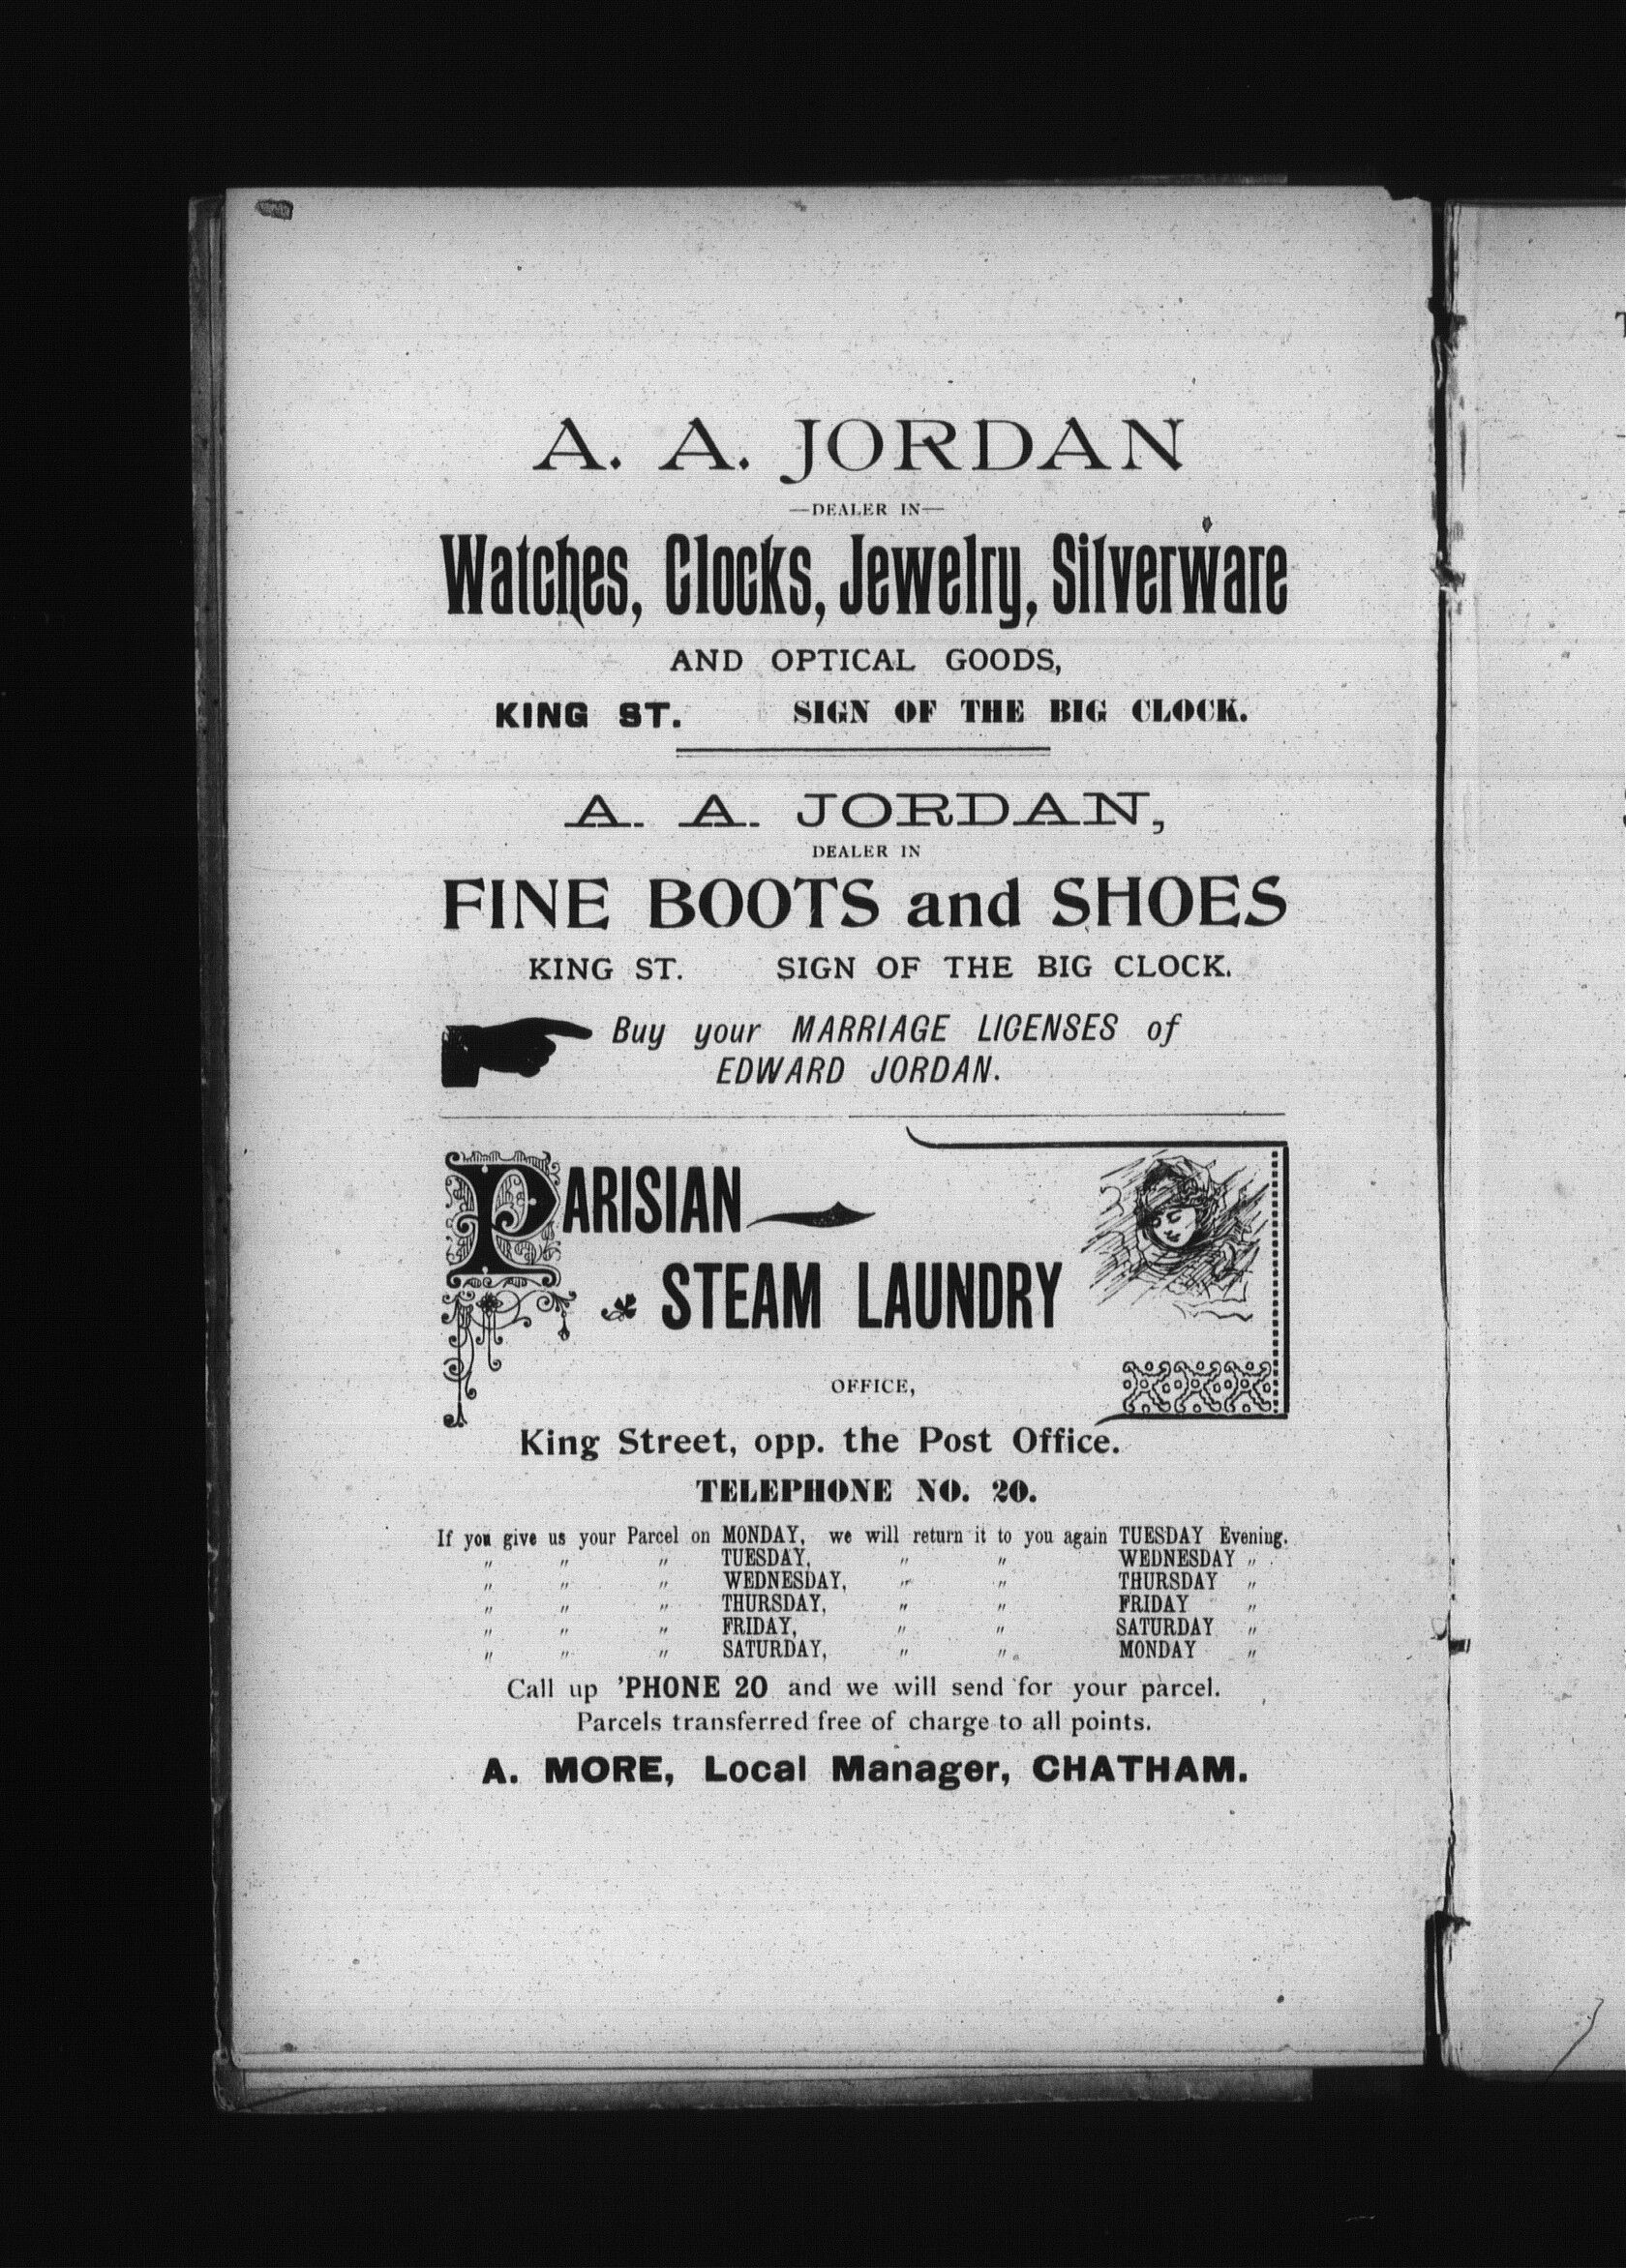 A. A. JORDAN
—DEALER IN—
Watches, Clocks, Jewelry, Silverware
AND OPTICAL GOODS,
KING ST. SIGN OF THE BIG CLOCK.
A. A. JORDAN,
DEALER IN
FINE BOOTS and SHOES
KING ST. SIGN OF THE BIG CLOCK.
Buy your MARRIAGE LICENSES of
EDWARD JORDAN.
PARISIAN
STEAM LAUNDRY
OFFICE,
King Street, opp. the Post Office.
TELEPHONE NO. 20.
If you give us your Parcel on MONDAY, we will return it to you again TUESDAY Evening.
" " " TUESDAY, " " WEDNESDAY "
" " " WEDNESDAY, " " THURSDAY "
" " " THURSDAY, " " FRIDAY "
" " " FRIDAY, " " SATURDAY "
" " " SATURDAY, " " MONDAY "
Call up 'PHONE 20 and we will send for your parcel.
Parcels transferred free of charge to all points.
A. MORE, Local Manager, CHATHAM.